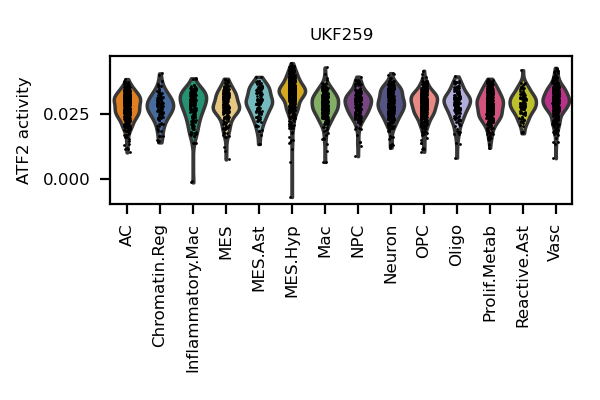 UKF259
ATF2 activity
0.025
0.000
AC
Chromatin.Reg
Inflammatory.Mac
MES
MES.Ast
MES.Hyp
Mac
NPC
Neuron
OPC
Oligo
Prolif.Metab
Reactive.Ast
Vasc